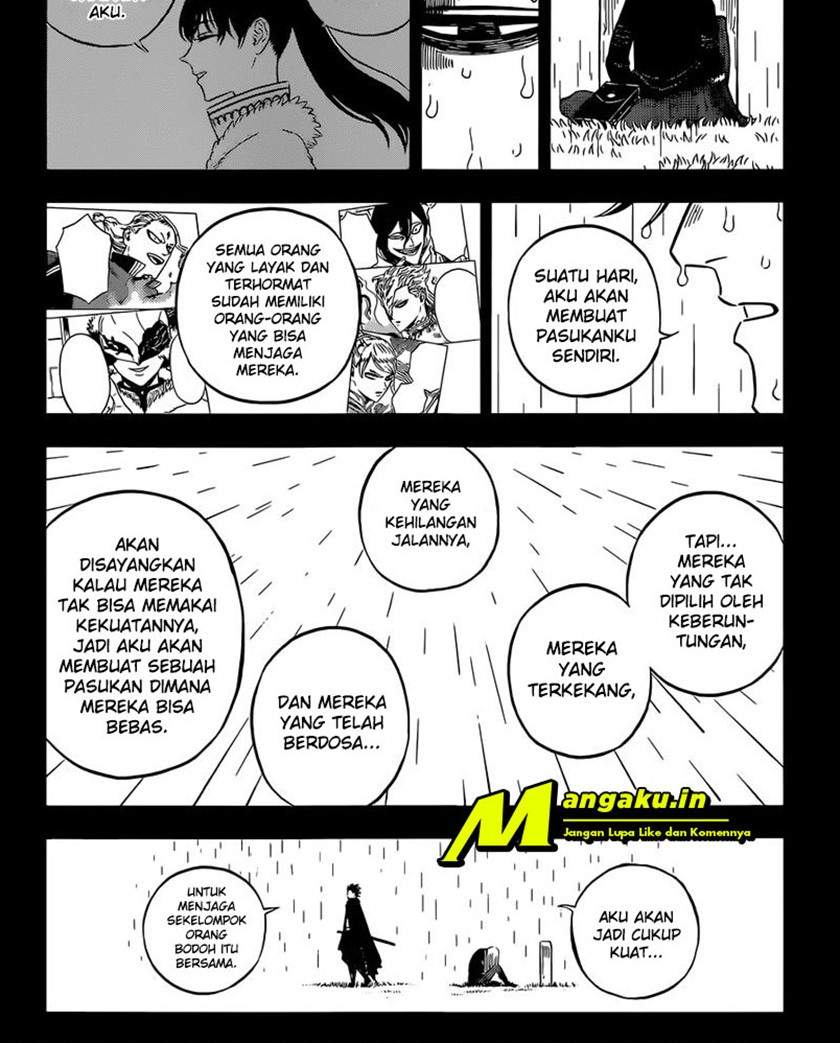 AKU.
SUATU HARI,
AKU AKAN
MEMBUAT
PASUKANKU
SENDIRI.
SEMUA ORANG
YANG LAYAK DAN
TERHORMAT
SUDAH MEMILIKI
ORANG-ORANG
YANG BISA
MENJAGA
MEREKA.
TAPI...
MEREKA
YANG TAK
DIPILIH OLEH
KEBERUN-
TUNGAN,
MEREKA
YANG
TERKEKANG,
MEREKA
YANG
KEHILANGAN
JALANNYA,
DAN MEREKA
YANG TELAH
BERDOSA...
AKAN
DISAYANGKAN
KALAU MEREKA
TAK BISA MEMAKAI
KEKUATANNYA,
JADI AKU AKAN
MEMBUAT SEBUAH
PASUKAN DIMANA
MEREKA BISA
BEBAS.
Mangaku.in
Jangan Lupa Like dan Komennya
AKU AKAN
JADI CUKUP
KUAT...
UNTUK
MENJAGA
SEKELOMPOK
ORANG
BODOH ITU
BERSAMA.